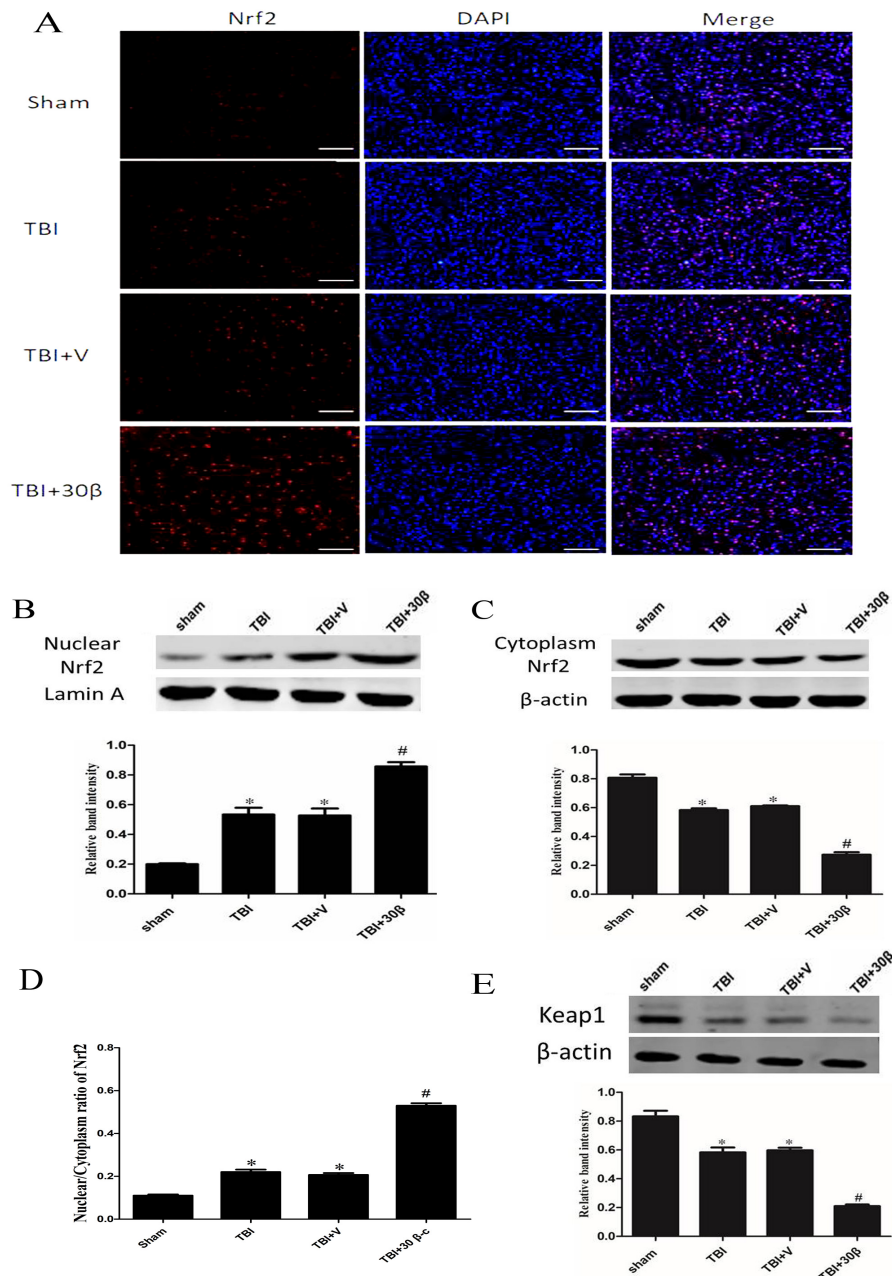 A
Nrf2 DAPI Merge
Sham
TBI
TBI+V
TBI+30β
B
sham TBI TBI+V TBI+30β
Nuclear
Nrf2
Lamin A
Relative band intensity
1.0
0.8
0.6
0.4
0.2
0.0
* * #
sham TBI TBI+V TBI+30β
C
sham TBI TBI+V TBI+30β
Cytoplasm
Nrf2
β-actin
Relative band intensity
1.0
0.8
0.6
0.4
0.2
0.0
* * #
sham TBI TBI+V TBI+30β
D
Nuclear/Cytoplasm ratio of Nrf2
0.8
0.6
0.4
0.2
0.0
* * #
Sham TBI TBI+V TBI+30 β-c
E
sham TBI TBI+V TBI+30β
Keap1
β-actin
Relative band intensity
1.0
0.8
0.6
0.4
0.2
0.0
* * #
sham TBI TBI+V TBI+30β